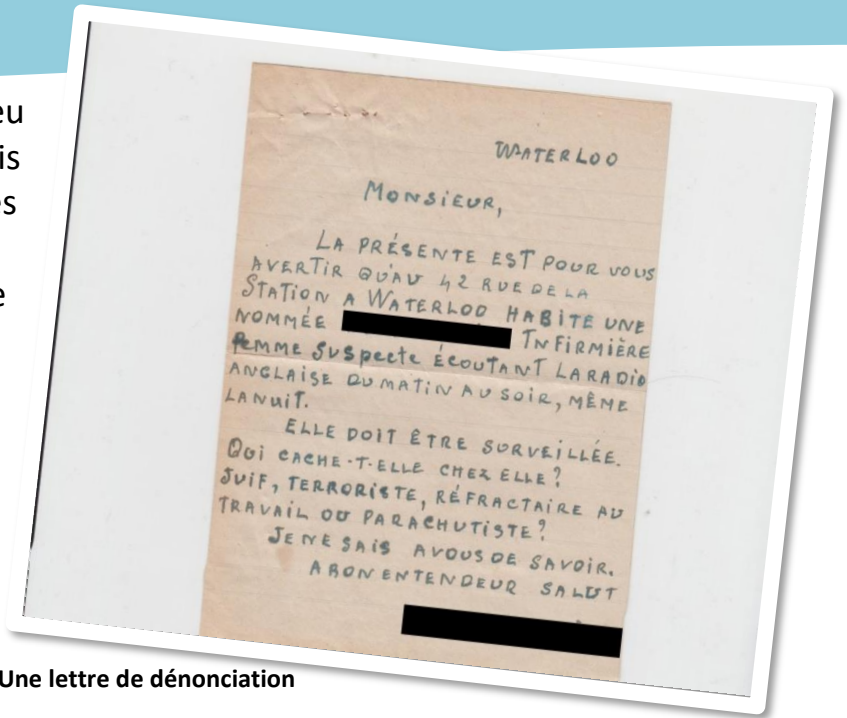 eu
is
es
e
WATERLOO
MONSIEUR,
LA PRÉSENTE EST POUR VOUS
AVERTIR QU'AU 42 RUE DE LA
STATION A WATERLOO HABITE UNE
NOMMÉE INFIRMIÈRE
FEMME SUSPECTE ÉCOUTANT LA RADIO
ANGLAISE DU MATIN AU SOIR, MÊME
LA NUIT.
ELLE DOIT ÊTRE SURVEILLÉE.
QUI CACHE-T-ELLE CHEZ ELLE?
JUIF, TERRORISTE, RÉFRACTAIRE AU
TRAVAIL OU PARACHUTISTE?
JE NE SAIS A VOUS DE SAVOIR.
A BON ENTENDEUR SALUT
Une lettre de dénonciation